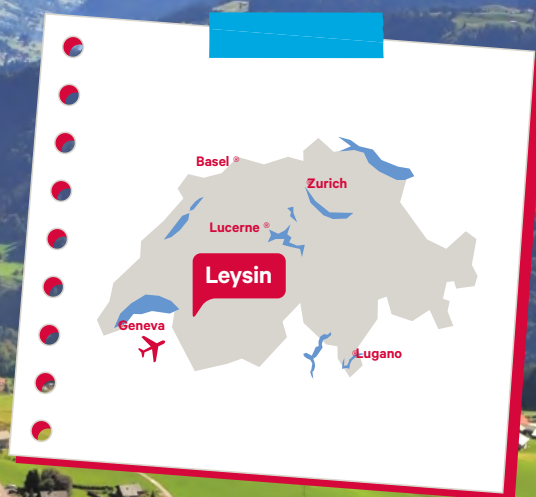 Basel
Zurich
Lucerne
Leysin
Geneva
Lugano